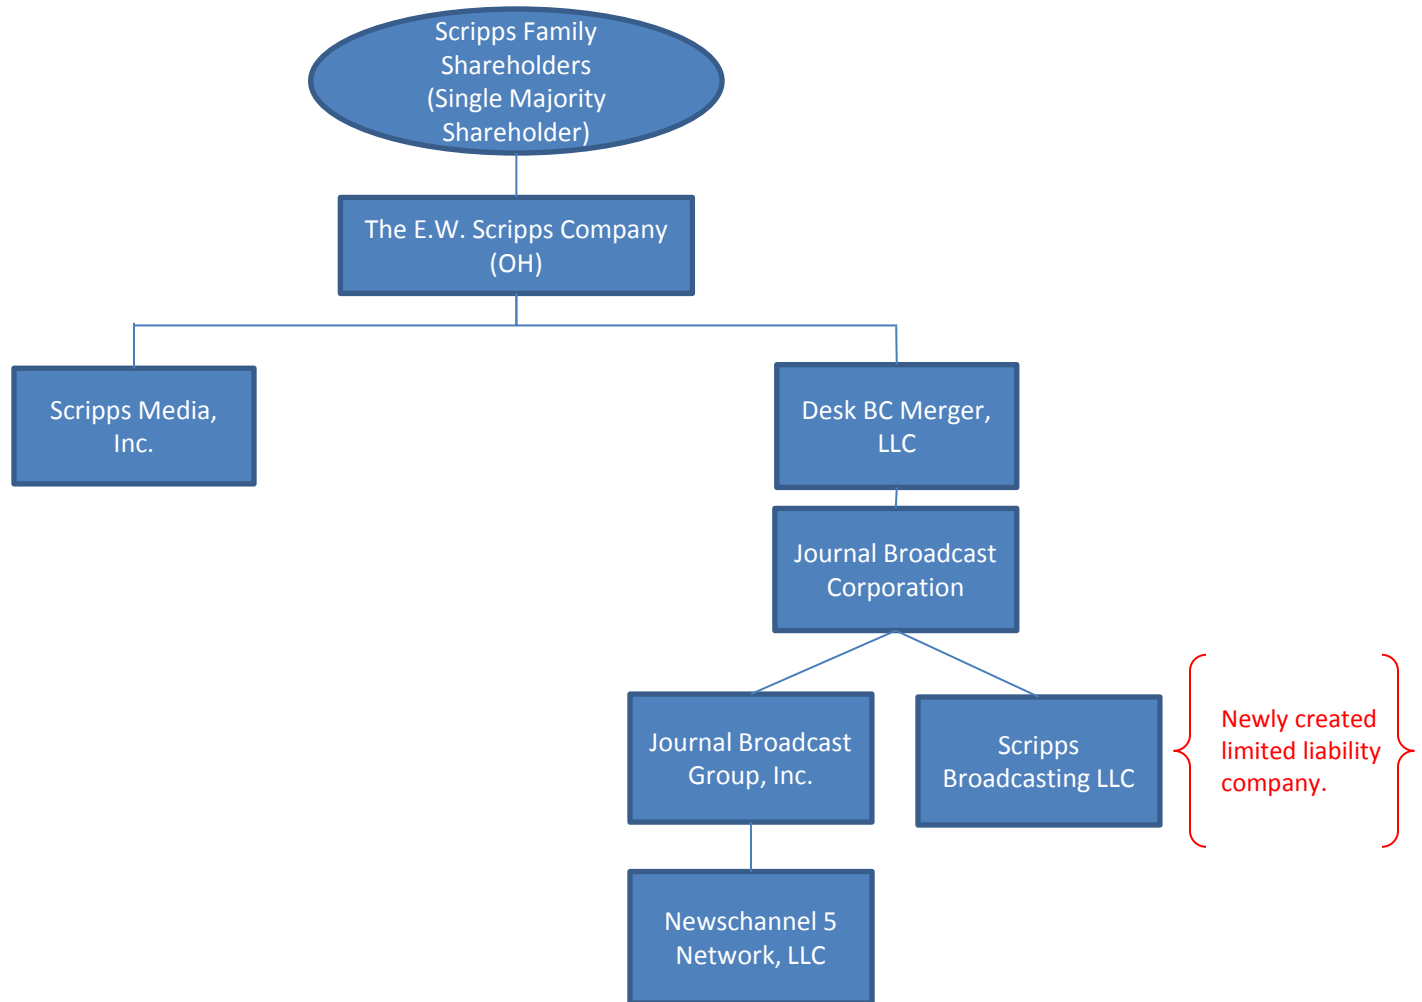 Scripps Family
Shareholders
(Single Majority
Shareholder)
The E.W. Scripps Company
(OH)
Scripps Media,
Inc.
Desk BC Merger,
LLC
Journal Broadcast
Corporation
Journal Broadcast
Group, Inc.
Scripps
Broadcasting LLC
Newly created
limited liability
company.
Newschannel 5
Network, LLC